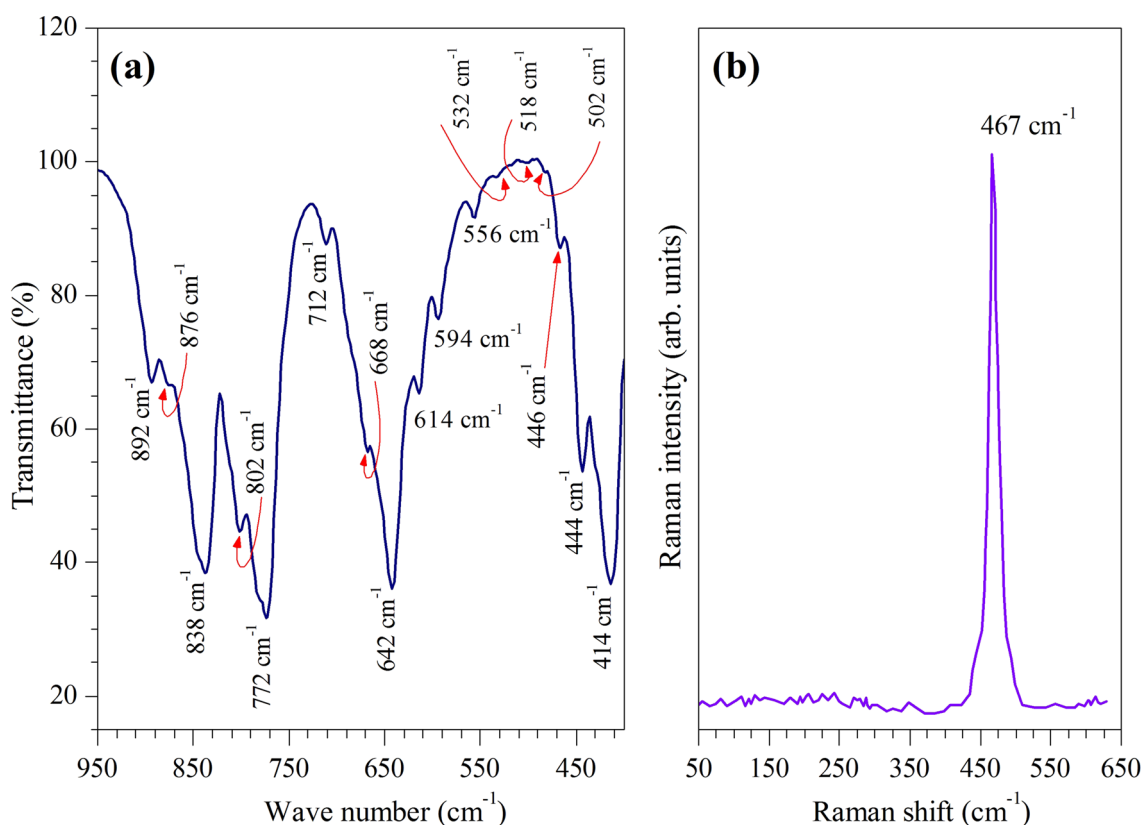 (a)
120
100
80
60
40
20
Transmittance (%)
532 cm⁻¹
518 cm⁻¹
502 cm⁻¹
892 cm⁻¹
876 cm⁻¹
838 cm⁻¹
802 cm⁻¹
772 cm⁻¹
712 cm⁻¹
668 cm⁻¹
642 cm⁻¹
614 cm⁻¹
594 cm⁻¹
556 cm⁻¹
446 cm⁻¹
444 cm⁻¹
414 cm⁻¹
950 850 750 650 550 450
Wave number (cm⁻¹)
(b)
467 cm⁻¹
Raman intensity (arb. units)
50 150 250 350 450 550 650
Raman shift (cm⁻¹)